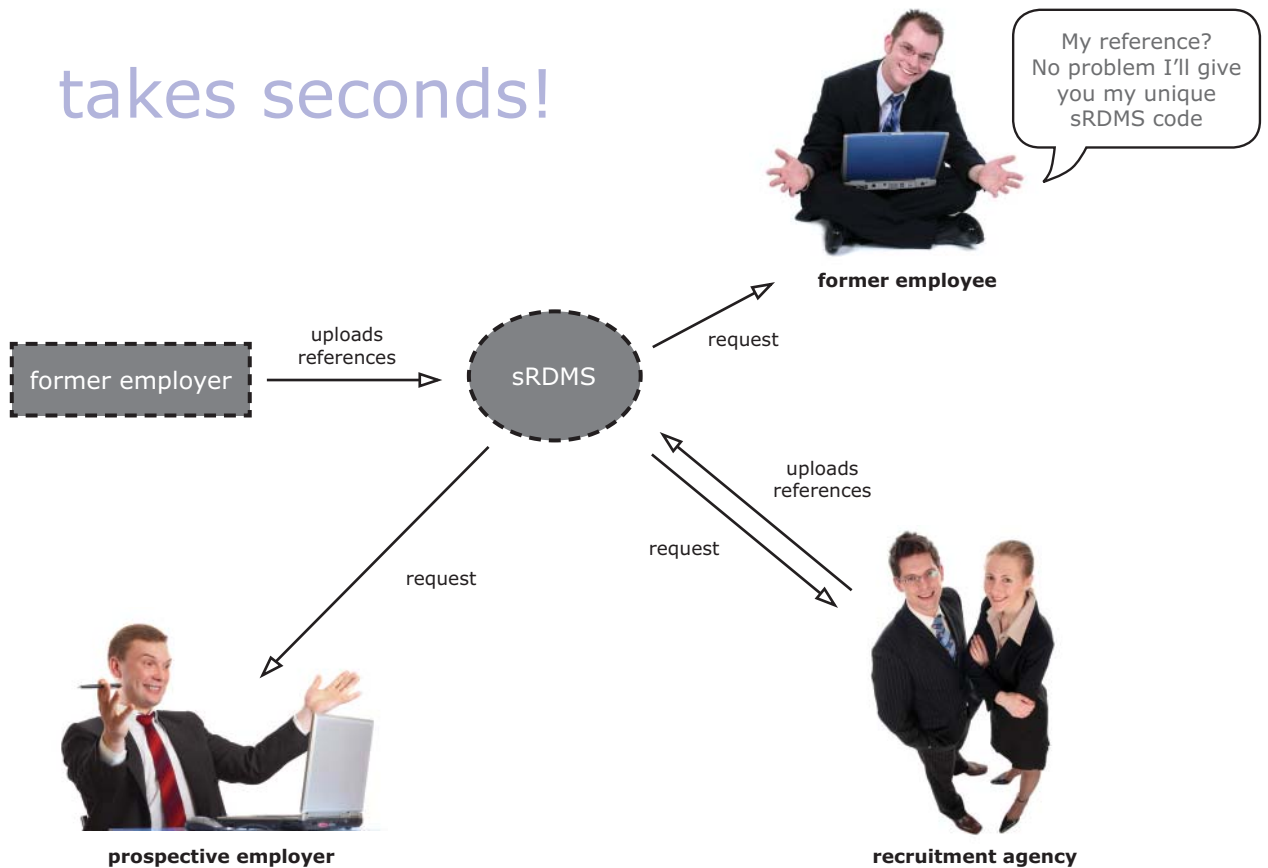 takes seconds!
My reference?
No problem I'll give
you my unique
sRDMS code
former employee
uploads
references
request
former employer
sRDMS
uploads
references
request
request
prospective employer
recruitment agency